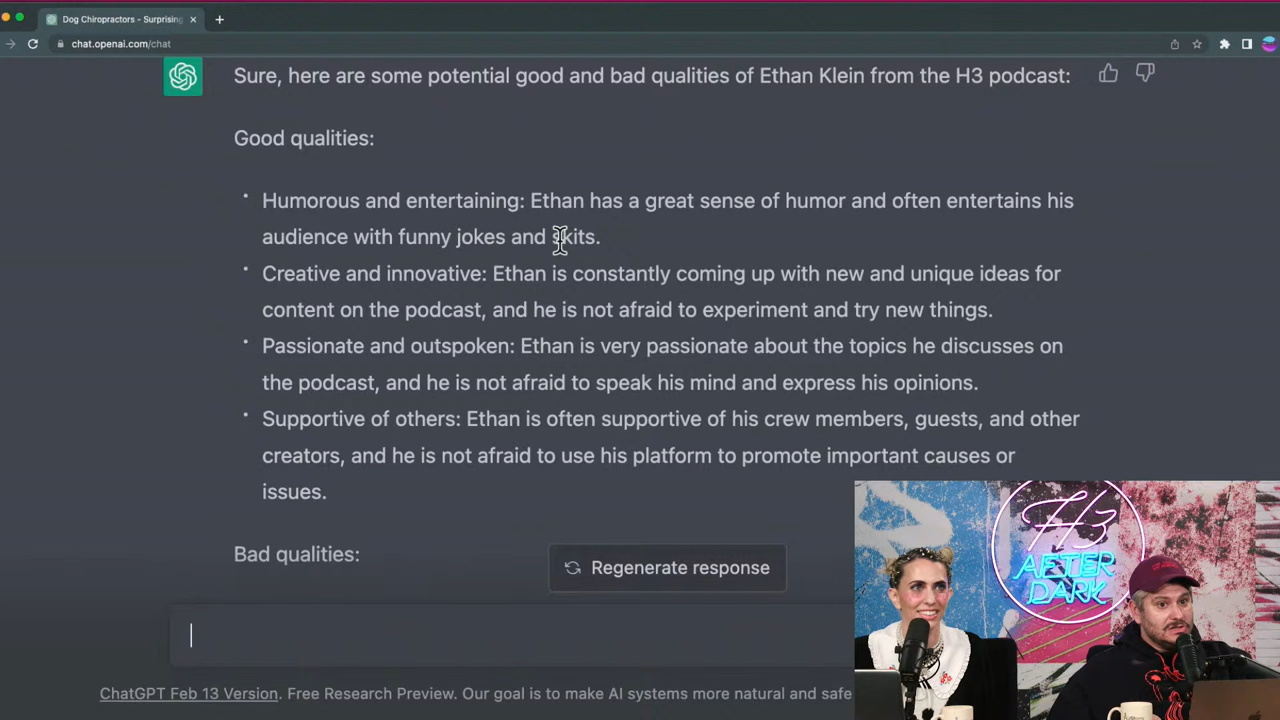 Dog Chiropractors - Surprising
chat.openai.com/chat
Sure, here are some potential good and bad qualities of Ethan Klein from the H3 podcast:
Good qualities:
• Humorous and entertaining: Ethan has a great sense of humor and often entertains his
audience with funny jokes and skits.
• Creative and innovative: Ethan is constantly coming up with new and unique ideas for
content on the podcast, and he is not afraid to experiment and try new things.
• Passionate and outspoken: Ethan is very passionate about the topics he discusses on
the podcast, and he is not afraid to speak his mind and express his opinions.
• Supportive of others: Ethan is often supportive of his crew members, guests, and other
creators, and he is not afraid to use his platform to promote important causes or
issues.
Bad qualities:
Regenerate response
H3
AFTER
DARK
ChatGPT Feb 13 Version. Free Research Preview. Our goal is to make AI systems more natural and safe